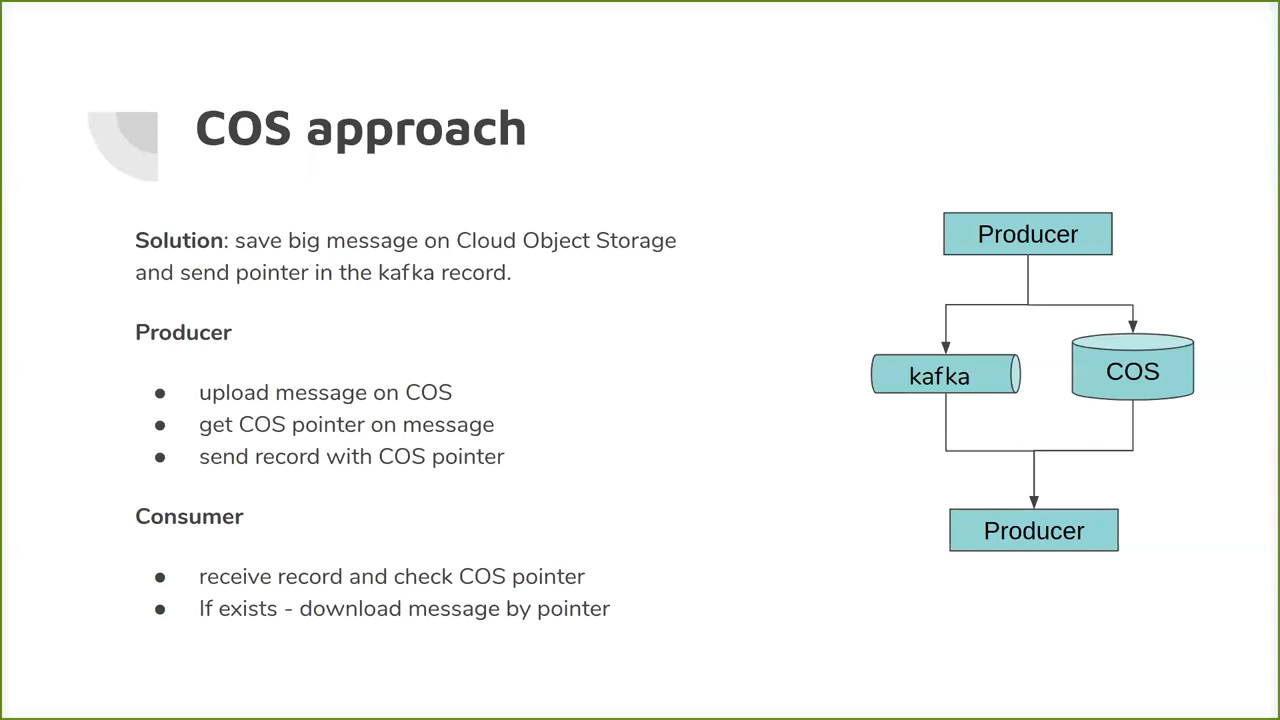 COS approach
Solution: save big message on Cloud Object Storage
and send pointer in the kafka record.
Producer
● upload message on COS
● get COS pointer on message
● send record with COS pointer
Consumer
● receive record and check COS pointer
● If exists - download message by pointer
Producer
kafka
COS
Producer